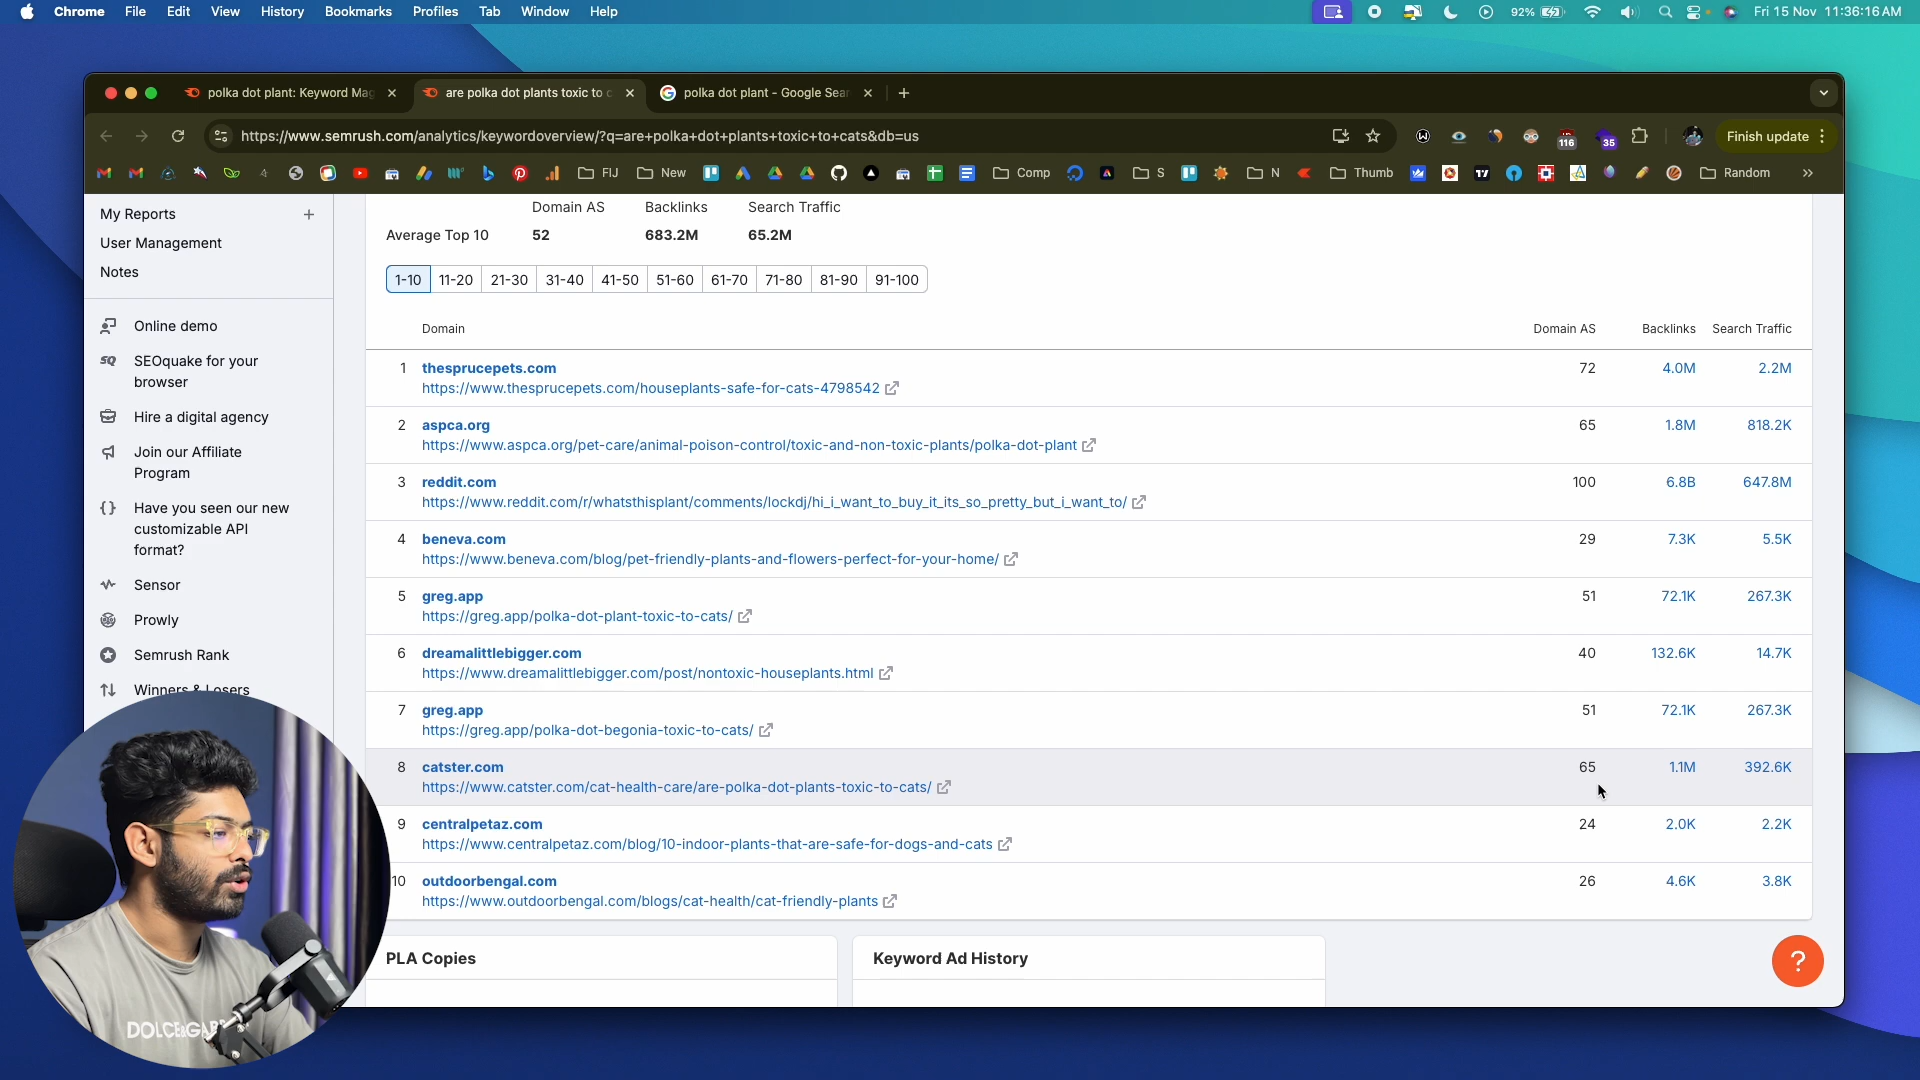 Chrome File Edit View History Bookmarks Profiles Tab Window Help 92% Fri 15 Nov 11:36:16 AM
polka dot plant: Keyword Mag
are polka dot plants toxic to c
polka dot plant - Google Sear
https://www.semrush.com/analytics/keywordoverview/?q=are+polka+dot+plants+toxic+to+cats&db=us
116 35 Finish update
FIJ New Comp S N Thumb Random
My Reports
User Management
Notes
Online demo
SEOquake for your
browser
Hire a digital agency
Join our Affiliate
Program
Have you seen our new
customizable API
format?
Sensor
Prowly
Semrush Rank
Winners & Losers
Domain AS Backlinks Search Traffic
Average Top 10 52 683.2M 65.2M
1-10 11-20 21-30 31-40 41-50 51-60 61-70 71-80 81-90 91-100
Domain Domain AS Backlinks Search Traffic
1 thesprucepets.com 72 4.0M 2.2M
https://www.thesprucepets.com/houseplants-safe-for-cats-4798542
2 aspca.org 65 1.8M 818.2K
https://www.aspca.org/pet-care/animal-poison-control/toxic-and-non-toxic-plants/polka-dot-plant
3 reddit.com 100 6.8B 647.8M
https://www.reddit.com/r/whatsthisplant/comments/lockdj/hi_i_want_to_buy_it_its_so_pretty_but_i_want_to/
4 beneva.com 29 7.3K 5.5K
https://www.beneva.com/blog/pet-friendly-plants-and-flowers-perfect-for-your-home/
5 greg.app 51 72.1K 267.3K
https://greg.app/polka-dot-plant-toxic-to-cats/
6 dreamalittlebigger.com 40 132.6K 14.7K
https://www.dreamalittlebigger.com/post/nontoxic-houseplants.html
7 greg.app 51 72.1K 267.3K
https://greg.app/polka-dot-begonia-toxic-to-cats/
8 catster.com 65 1.1M 392.6K
https://www.catster.com/cat-health-care/are-polka-dot-plants-toxic-to-cats/
9 centralpetaz.com 24 2.0K 2.2K
https://www.centralpetaz.com/blog/10-indoor-plants-that-are-safe-for-dogs-and-cats
10 outdoorbengal.com 26 4.6K 3.8K
https://www.outdoorbengal.com/blogs/cat-health/cat-friendly-plants
PLA Copies
Keyword Ad History
?
DOLCE&GAB